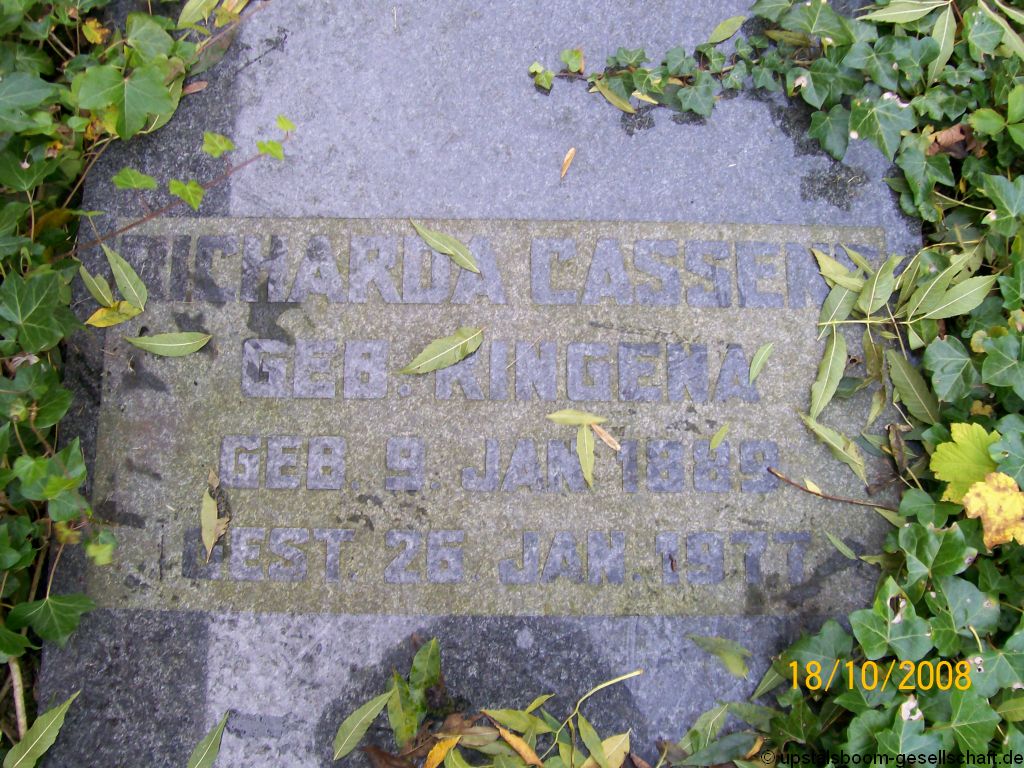 RICHARDA CASSENS
GEB. RINGENA
GEB. 9. JAN 1889
GEST. 26. JAN. 1977
18/10/2008
© upstalsboom-gesellschaft.de